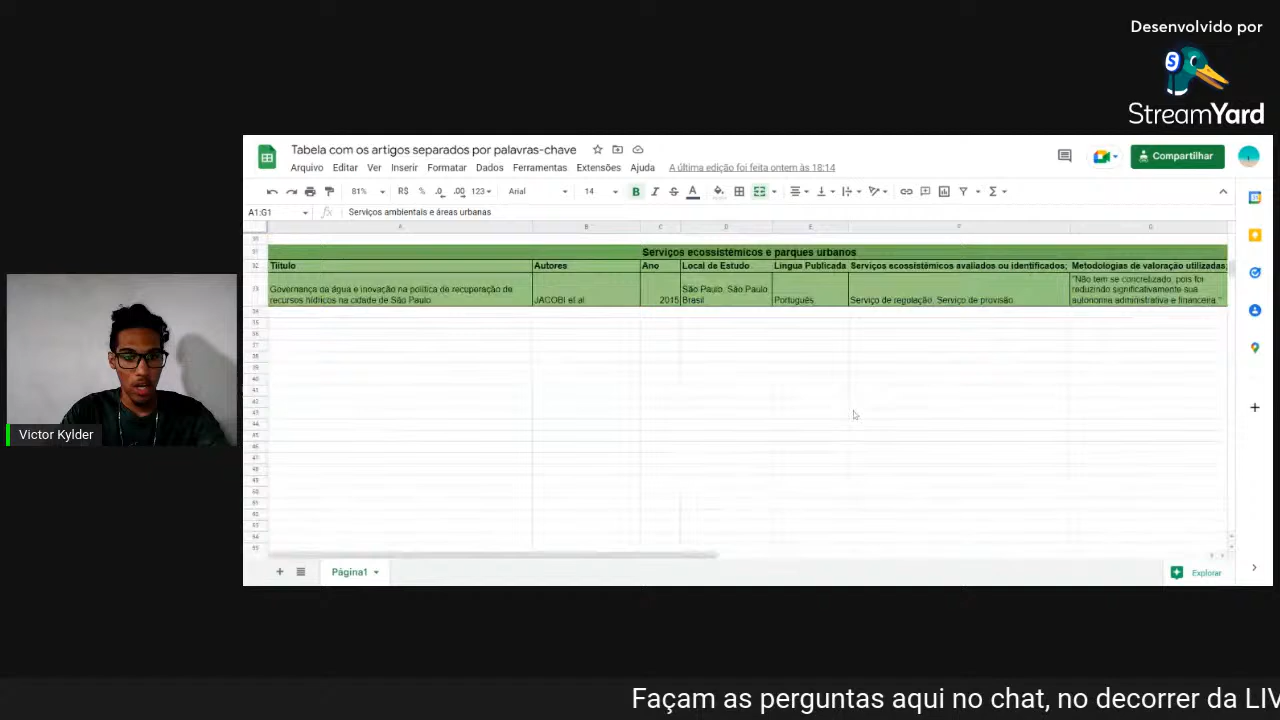 Desenvolvido por
StreamYard
Tabela com os artigos separados por palavras-chave
Arquivo Editar Ver Inserir Formatar Dados Ferramentas Extensões Ajuda A última edição foi feita ontem às 18:14
Compartilhar
81% R$ % .0 .00 123 Arial 14 B I S A
A1:G1 fx Serviços ambientais e áreas urbanas
A B C D E G
Serviços ecossistêmicos e parques urbanos
Título Autores Ano Local de Estudo Língua Publicada Serviços ecossistêmicos avaliados ou identificados; Metodologias de valoração utilizadas;
Governança da água e inovação na política de recuperação de recursos hídricos na cidade de São Paulo
JACOBI et al
2015
São Paulo, São Paulo, Brasil
Português
Serviço de regulação, Serviço de provisão
"Não tem se concretizado, pois foi reduzindo significativamente sua autonomia administrativa e financeira."
Página1
Explorar
Victor Kylder
Façam as perguntas aqui no chat, no decorrer da LIV